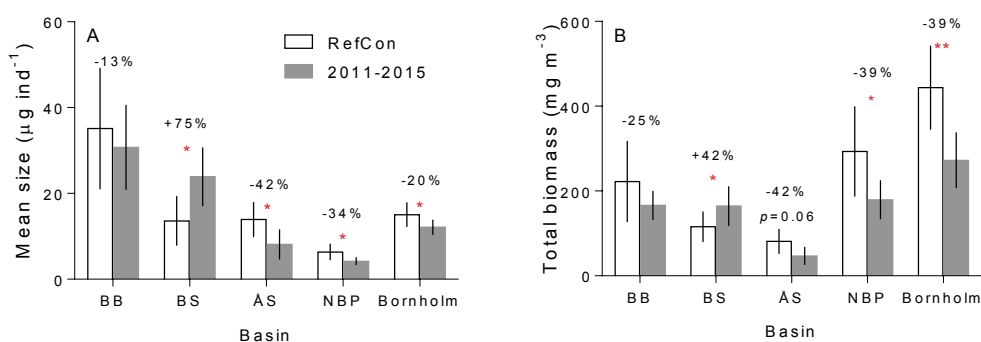 A
Mean size (µg ind⁻¹)
60
40
20
0
RefCon
2011-2015
-13%
+75%
*
-42%
*
-34%
*
-20%
*
BB
BS
ÅS
NBP
Bornholm
Basin
B
Total biomass (mg m⁻³)
600
400
200
0
-25%
+42%
*
-42%
p=0.06
-39%
*
-39%
**
BB
BS
ÅS
NBP
Bornholm
Basin